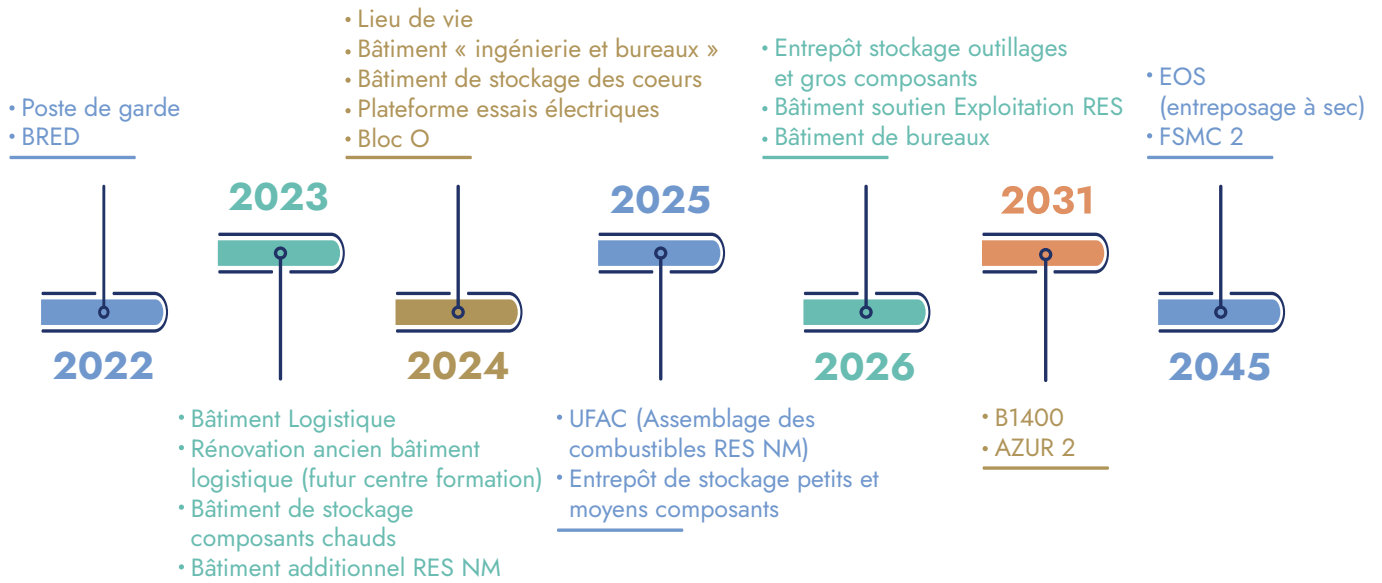 • Poste de garde
• BRED
2022
2023
• Bâtiment Logistique
• Rénovation ancien bâtiment
logistique (futur centre formation)
• Bâtiment de stockage
composants chauds
• Bâtiment additionnel RES NM
• Lieu de vie
• Bâtiment « ingénierie et bureaux »
• Bâtiment de stockage des coeurs
• Plateforme essais électriques
• Bloc O
2024
2025
• UFAC (Assemblage des
combustibles RES NM)
• Entrepôt de stockage petits et
moyens composants
• Entrepôt stockage outillages
et gros composants
• Bâtiment soutien Exploitation RES
• Bâtiment de bureaux
2026
2031
• B1400
• AZUR 2
• EOS
(entreposage à sec)
• FSMC 2
2045